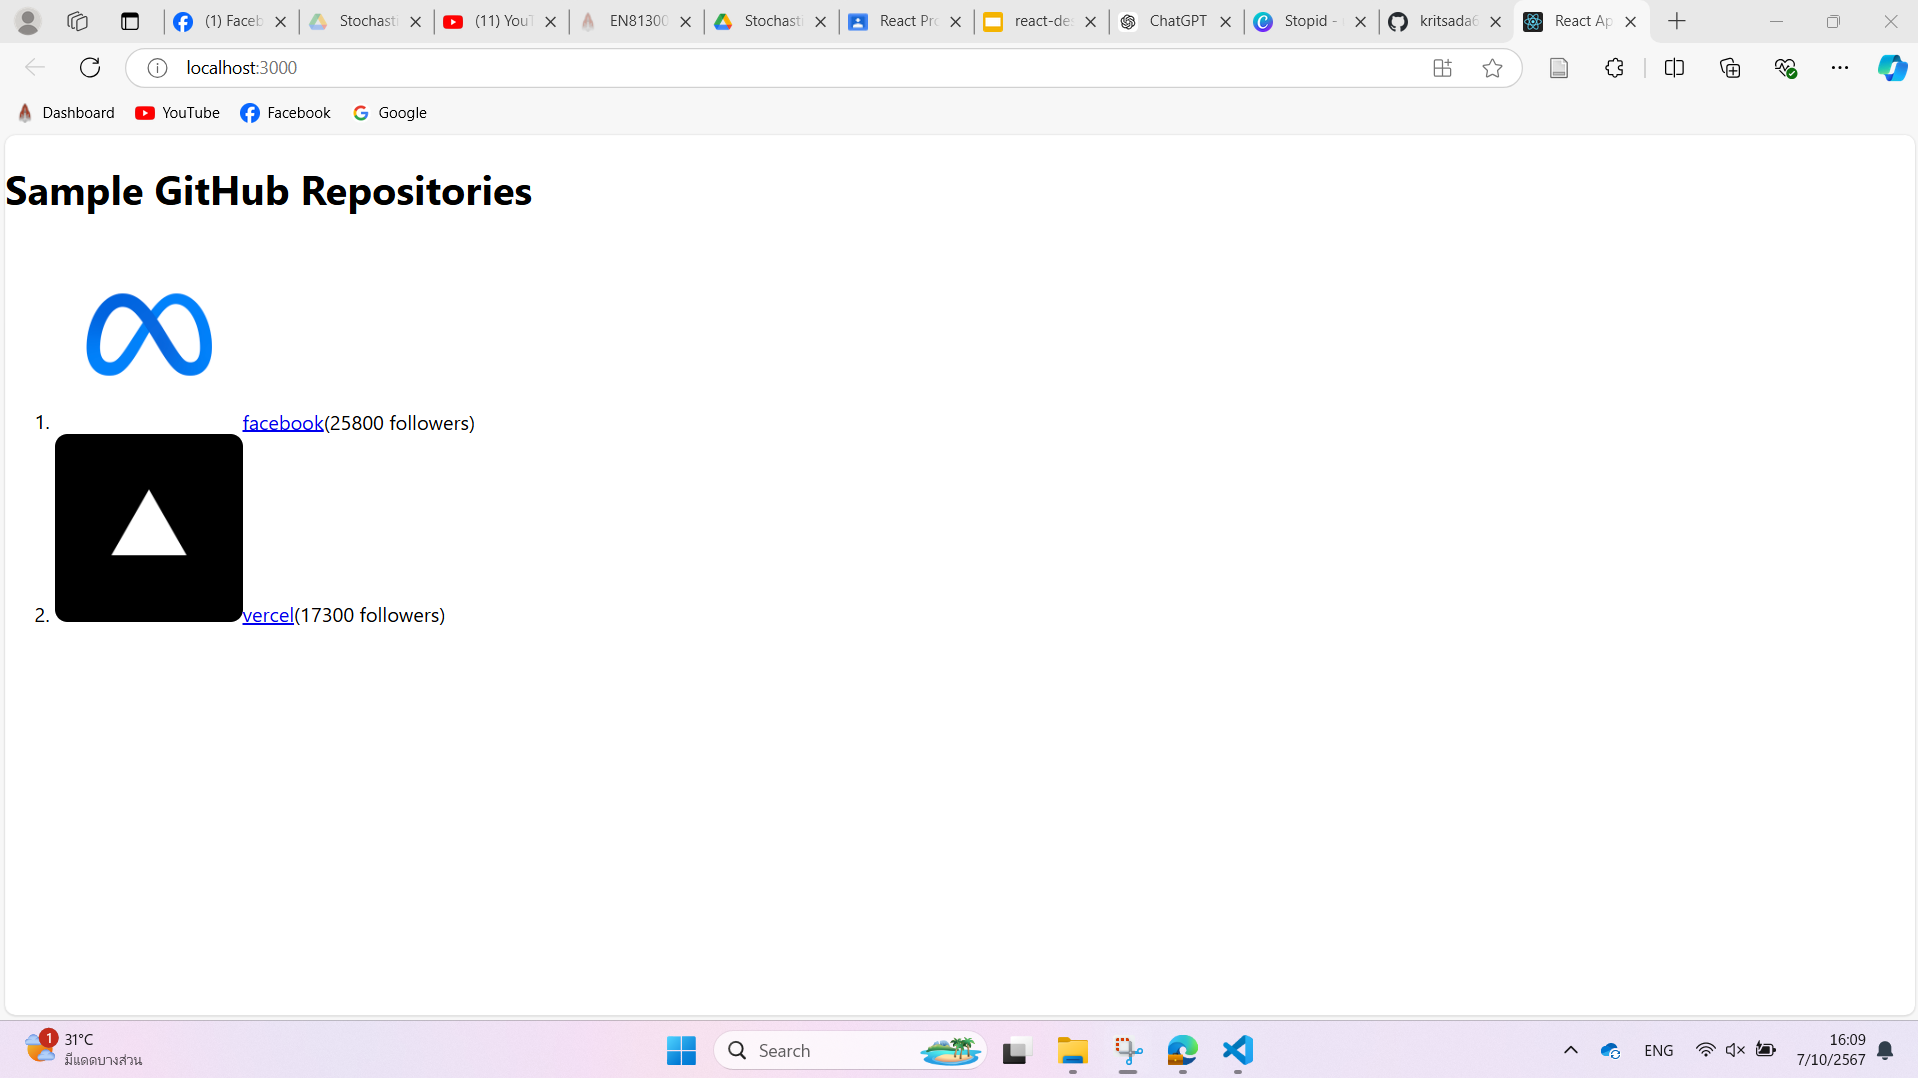 (1) Faceb
Stochasti
(11) YouT
EN81300
Stochasti
React Pro
react-des
ChatGPT
Stopid -
kritsada6
React Ap
localhost:3000
Dashboard
YouTube
Facebook
Google
Sample GitHub Repositories
1. facebook(25800 followers)
2. vercel(17300 followers)
1
31°C
มีแดดบางส่วน
Search
ENG
16:09
7/10/2567